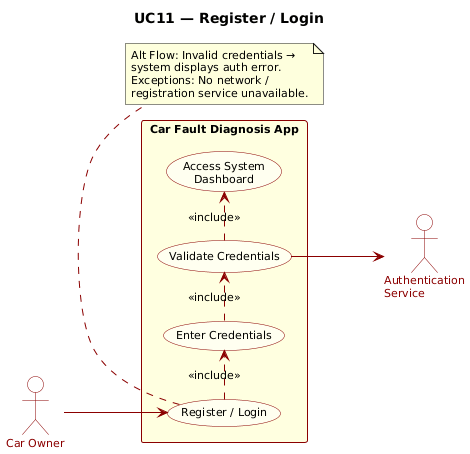 UC11 — Register / Login
Alt Flow: Invalid credentials →
system displays auth error.
Exceptions: No network /
registration service unavailable.
Car Fault Diagnosis App
Access System
Dashboard
«include»
Validate Credentials
Authentication
Service
«include»
Enter Credentials
«include»
Register / Login
Car Owner